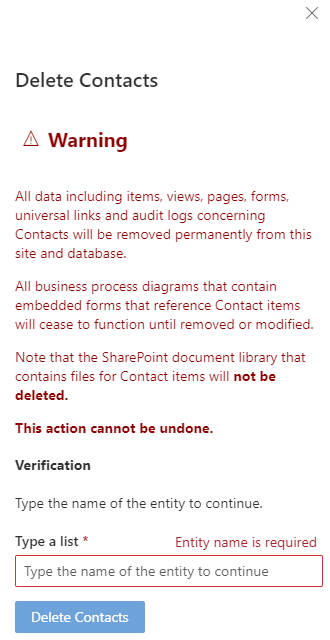 Delete Contacts
Warning
All data including items, views, pages, forms,
universal links and audit logs concerning
Contacts will be removed permanently from this
site and database.
All business process diagrams that contain
embedded forms that reference Contact items
will cease to function until removed or modified.
Note that the SharePoint document library that
contains files for Contact items will not be
deleted.
This action cannot be undone.
Verification
Type the name of the entity to continue.
Type a list * Entity name is required
Type the name of the entity to continue
Delete Contacts